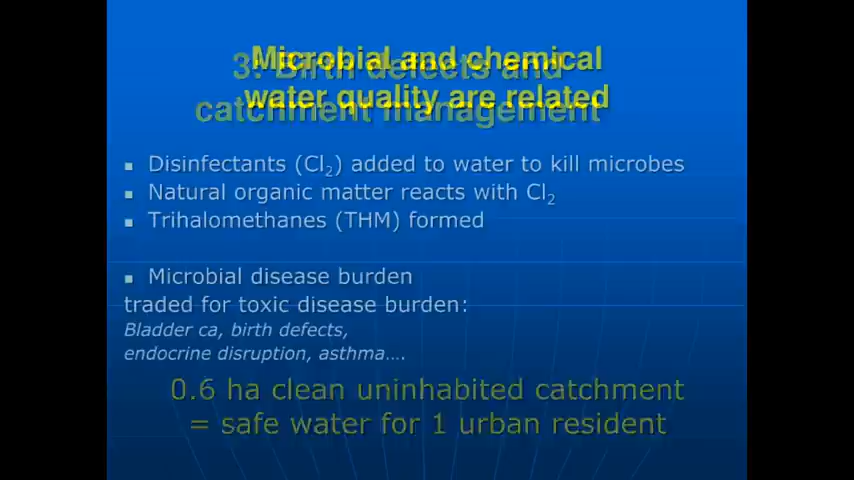 3: Birth defects and
catchment management
Microbial and chemical
water quality are related
▪ Disinfectants (Cl₂) added to water to kill microbes
▪ Natural organic matter reacts with Cl₂
▪ Trihalomethanes (THM) formed
▪ Microbial disease burden
traded for toxic disease burden:
Bladder ca, birth defects,
endocrine disruption, asthma….
0.6 ha clean uninhabited catchment
= safe water for 1 urban resident